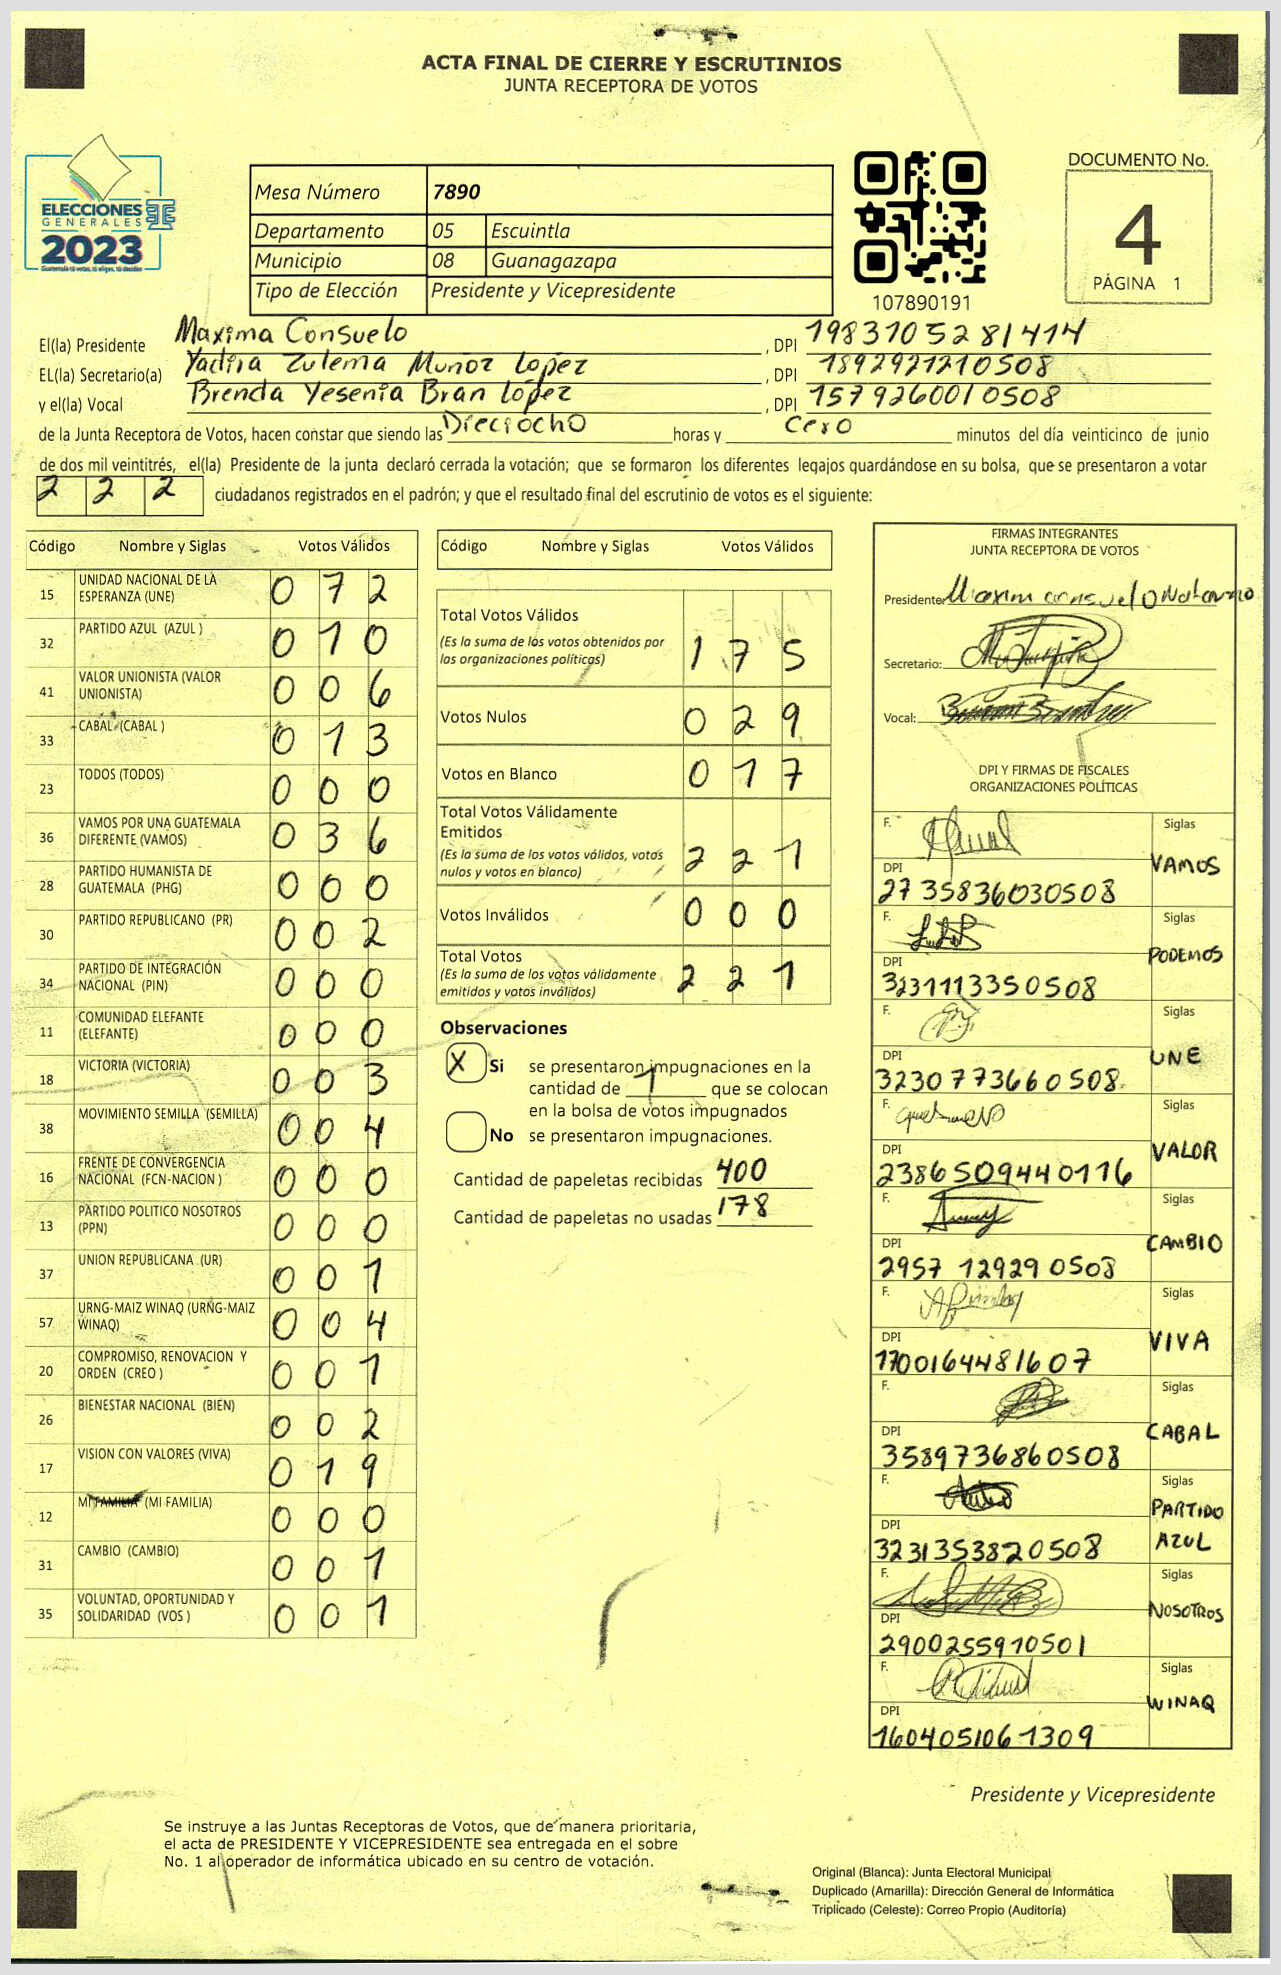 ACTA FINAL DE CIERRE Y ESCRUTINIOS
JUNTA RECEPTORA DE VOTOS
ELECCIONES
GENERALES
2023
Guatemala tú votas, tú eliges, tú decides
Mesa Número 7890
Departamento 05 Escuintla
Municipio 08 Guanagazapa
Tipo de Elección Presidente y Vicepresidente
107890191
DOCUMENTO No.
4
PÁGINA 1
El(la) Presidente Maxima Consuelo , DPI 1983105281414
EL(la) Secretario(a) Yadira Zulema Muñoz Lopez , DPI 1892921210508
y el(la) Vocal Brenda Yesenia Bran López , DPI 1579260010508
de la Junta Receptora de Votos, hacen constar que siendo las Dieciocho horas y Cero minutos del día veinticinco de junio
de dos mil veintitrés, el(la) Presidente de la junta declaró cerrada la votación; que se formaron los diferentes legajos guardándose en su bolsa, que se presentaron a votar
2 2 2 ciudadanos registrados en el padrón; y que el resultado final del escrutinio de votos es el siguiente:
Código Nombre y Siglas Votos Válidos
15 UNIDAD NACIONAL DE LA ESPERANZA (UNE) 0 7 2
32 PARTIDO AZUL (AZUL ) 0 1 0
41 VALOR UNIONISTA (VALOR UNIONISTA) 0 0 6
33 CABAL (CABAL ) 0 1 3
23 TODOS (TODOS) 0 0 0
36 VAMOS POR UNA GUATEMALA DIFERENTE (VAMOS) 0 3 6
28 PARTIDO HUMANISTA DE GUATEMALA (PHG) 0 0 0
30 PARTIDO REPUBLICANO (PR) 0 0 2
34 PARTIDO DE INTEGRACIÓN NACIONAL (PIN) 0 0 0
11 COMUNIDAD ELEFANTE (ELEFANTE) 0 0 0
18 VICTORIA (VICTORIA) 0 0 3
38 MOVIMIENTO SEMILLA (SEMILLA) 0 0 4
16 FRENTE DE CONVERGENCIA NACIONAL (FCN-NACION ) 0 0 0
13 PARTIDO POLITICO NOSOTROS (PPN) 0 0 0
37 UNION REPUBLICANA (UR) 0 0 1
57 URNG-MAIZ WINAQ (URNG-MAIZ WINAQ) 0 0 4
20 COMPROMISO, RENOVACION Y ORDEN (CREO ) 0 0 1
26 BIENESTAR NACIONAL (BIEN) 0 0 2
17 VISION CON VALORES (VIVA) 0 1 9
12 MI FAMILIA (MI FAMILIA) 0 0 0
31 CAMBIO (CAMBIO) 0 0 1
35 VOLUNTAD, OPORTUNIDAD Y SOLIDARIDAD (VOS ) 0 0 1
Código Nombre y Siglas Votos Válidos
Total Votos Válidos
(Es la suma de los votos obtenidos por
las organizaciones políticas) 1 7 5
Votos Nulos 0 2 9
Votos en Blanco 0 1 7
Total Votos Válidamente
Emitidos
(Es la suma de los votos válidos, votos
nulos y votos en blanco) 2 2 1
Votos Inválidos 0 0 0
Total Votos
(Es la suma de los votos válidamente
emitidos y votos inválidos) 2 2 1
Observaciones
X Si se presentaron impugnaciones en la
cantidad de 1 que se colocan
en la bolsa de votos impugnados
No se presentaron impugnaciones.
Cantidad de papeletas recibidas 400
Cantidad de papeletas no usadas 178
FIRMAS INTEGRANTES
JUNTA RECEPTORA DE VOTOS
Presidente:
Secretario:
Vocal:
DPI Y FIRMAS DE FISCALES
ORGANIZACIONES POLÍTICAS
F. Siglas
VAMOS
DPI
2735836030508
F. Siglas
PODEMOS
DPI
3231113350508
F. Siglas
UNE
DPI
3230773660508
F. Siglas
VALOR
DPI
2386509440116
F. Siglas
CAMBIO
DPI
2957 12929 0508
F. Siglas
VIVA
DPI
1700164481607
F. Siglas
CABAL
DPI
3589736860508
F. Siglas
PARTIDO
AZUL
DPI
3231353820508
F. Siglas
NOSOTROS
DPI
2900255910501
F. Siglas
WINAQ
DPI
1604051061309
Presidente y Vicepresidente
Se instruye a las Juntas Receptoras de Votos, que de manera prioritaria,
el acta de PRESIDENTE Y VICEPRESIDENTE sea entregada en el sobre
No. 1 al operador de informática ubicado en su centro de votación.
Original (Blanca): Junta Electoral Municipal
Duplicado (Amarilla): Dirección General de Informática
Triplicado (Celeste): Correo Propio (Auditoría)